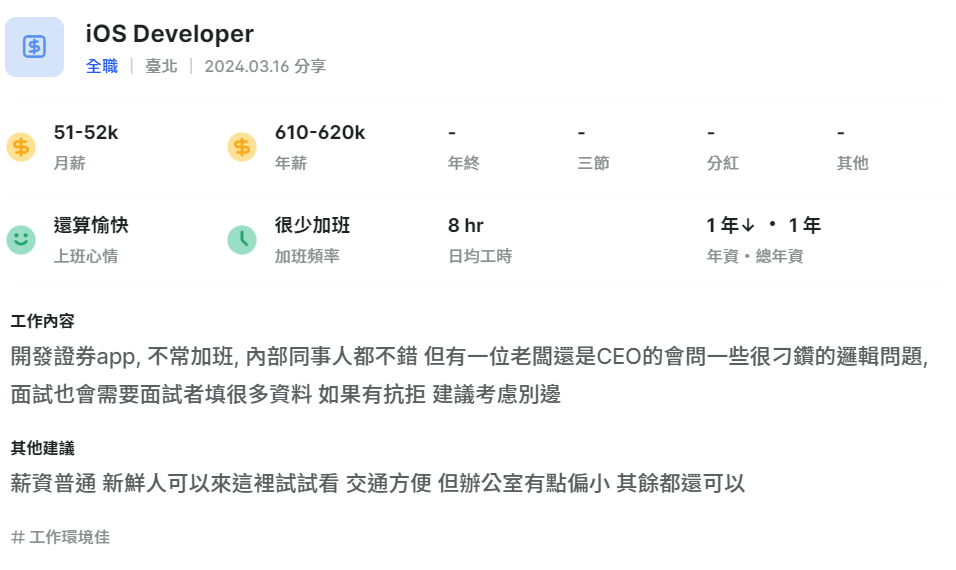 iOS Developer
全職 | 臺北 | 2024.03.16 分享
51-52k 610-620k - - - -
月薪 年薪 年終 三節 分紅 其他
還算愉快 很少加班 8 hr 1 年↓ • 1 年
上班心情 加班頻率 日均工時 年資・總年資
工作內容
開發證券app, 不常加班, 內部同事人都不錯 但有一位老闆還是CEO的會問一些很刁鑽的邏輯問題,
面試也會需要面試者填很多資料 如果有抗拒 建議考慮別邊
其他建議
薪資普通 新鮮人可以來這裡試試看 交通方便 但辦公室有點偏小 其餘都還可以
# 工作環境佳